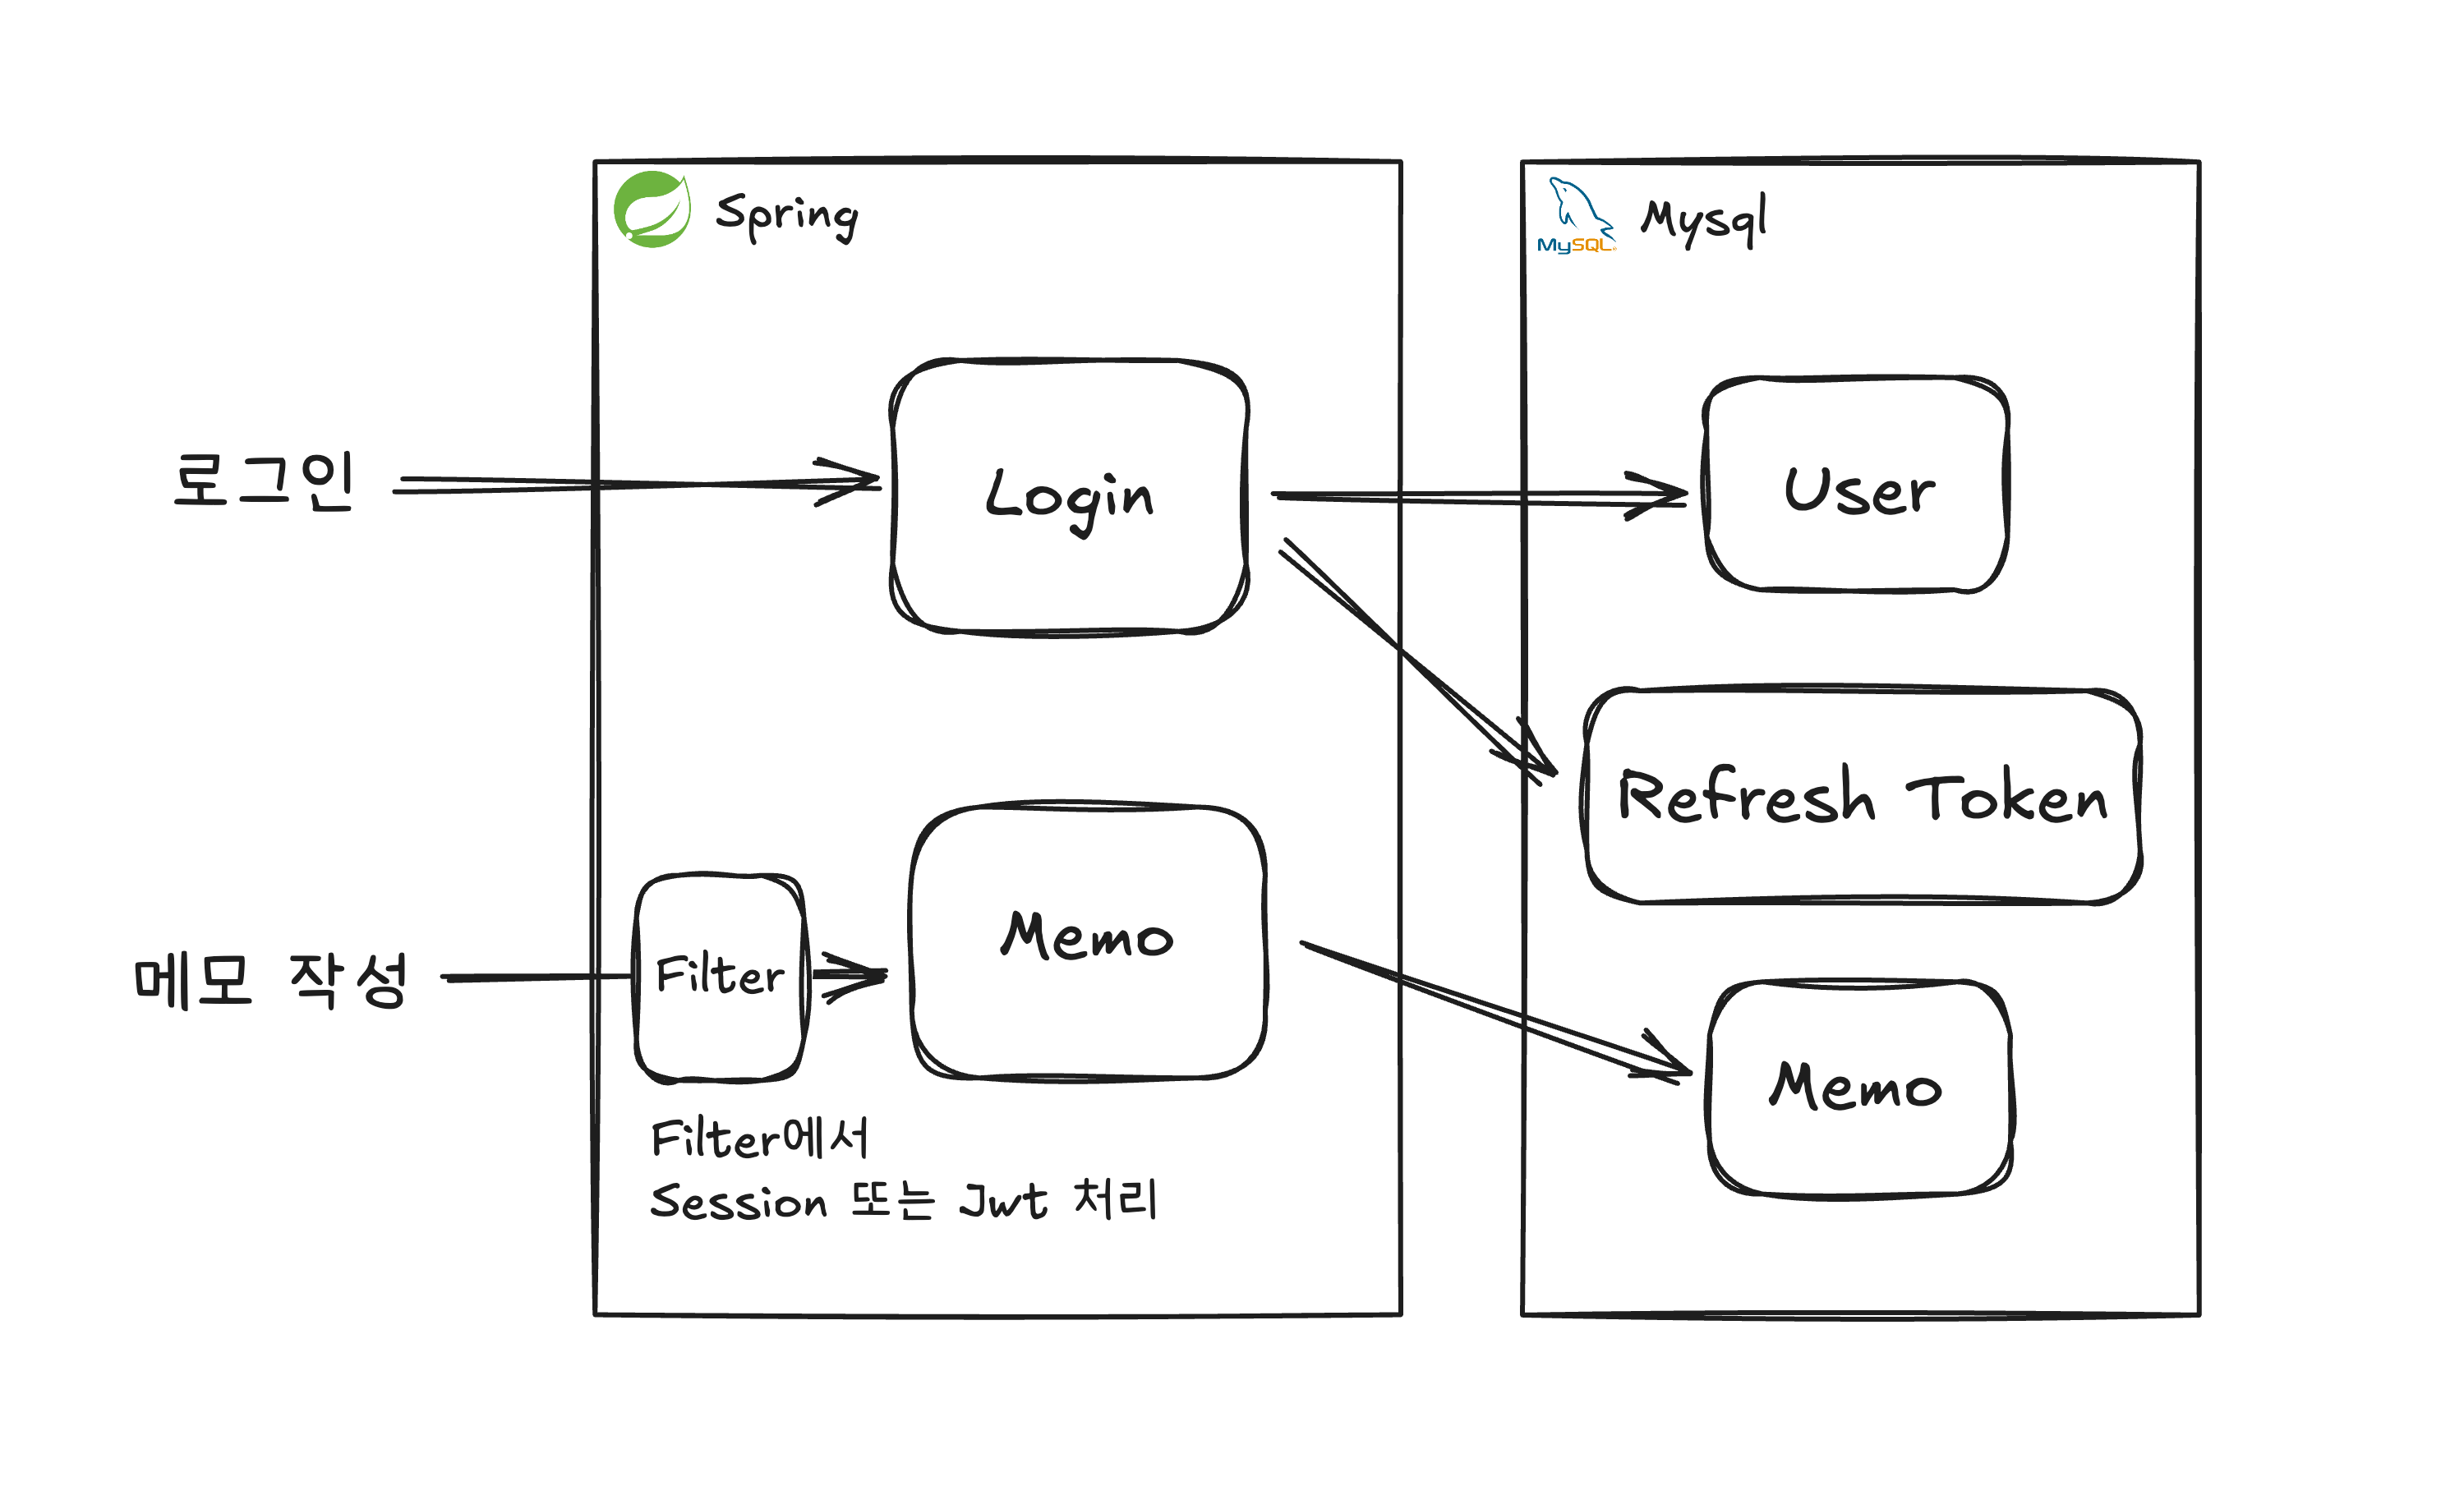 Spring
MySQL
Mysql
로그인
Login
User
Refresh Token
메모 작성
Filter
Memo
Memo
Filter에서
Session 또는 Jwt 처리